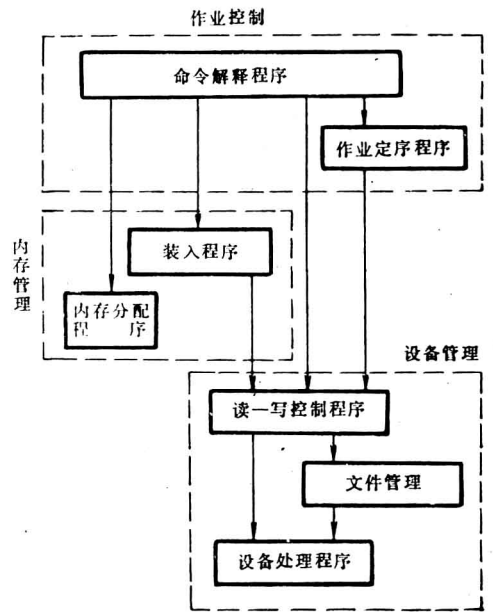 作业控制
命令解释程序
作业定序程序
内存管理
装入程序
内存分配
程 序
设备管理
读一写控制程序
文件管理
设备处理程序